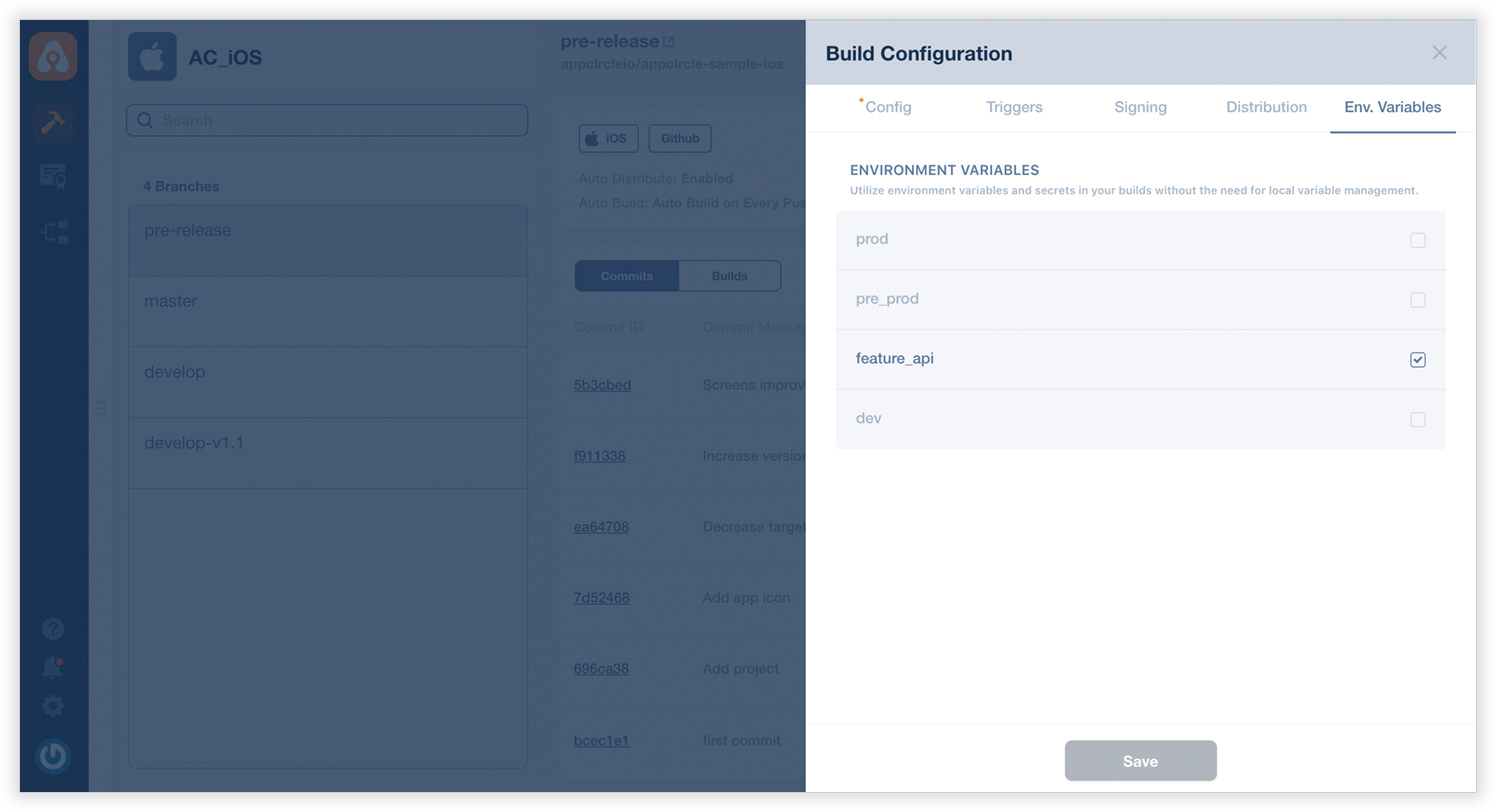 AC_iOS
Search
4 Branches
pre-release
master
develop
develop-v1.1
pre-release
appcircleio/appcircle-sample-ios
iOS
Github
Auto Distribute: Enabled
Auto Build: Auto Build on Every Pus
Commits
Builds
Commit ID
Commit Messa
5b3cbed
Screens improv
f911338
Increase version
ea64708
Decrease target
7d52468
Add app icon
696ca38
Add project
bcec1e1
first commit
Build Configuration
Config
Triggers
Signing
Distribution
Env. Variables
ENVIRONMENT VARIABLES
Utilize environment variables and secrets in your builds without the need for local variable management.
prod
pre_prod
feature_api
dev
Save